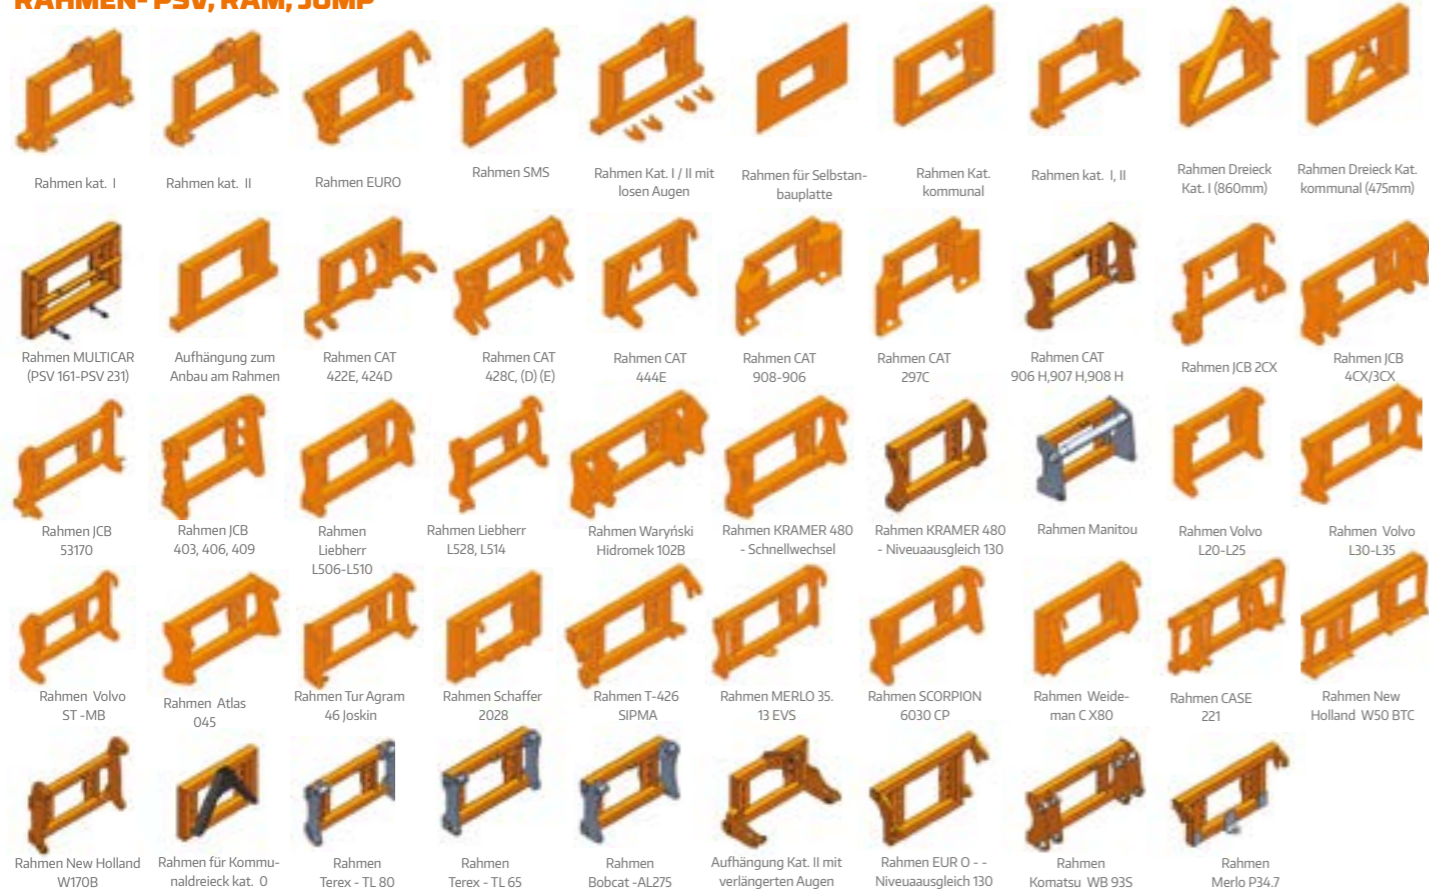 RAHMEN- PSV, RAM, JUMP
Rahmen kat. I
Rahmen kat. II
Rahmen EURO
Rahmen SMS
Rahmen Kat. I / II mit
losen Augen
Rahmen für Selbstan-
bauplatte
Rahmen Kat.
kommunal
Rahmen kat. I, II
Rahmen Dreieck
Kat. I (860mm)
Rahmen Dreieck Kat.
kommunal (475mm)
Rahmen MULTICAR
(PSV 161-PSV 231)
Aufhängung zum
Anbau am Rahmen
Rahmen CAT
422E, 424D
Rahmen CAT
428C, (D) (E)
Rahmen CAT
444E
Rahmen CAT
908-906
Rahmen CAT
297C
Rahmen CAT
906 H,907 H,908 H
Rahmen JCB 2CX
Rahmen JCB
4CX/3CX
Rahmen JCB
53170
Rahmen JCB
403, 406, 409
Rahmen
Liebherr
L506-L510
Rahmen Liebherr
L528, L514
Rahmen Waryński
Hidromek 102B
Rahmen KRAMER 480
- Schnellwechsel
Rahmen KRAMER 480
- Niveuaausgleich 130
Rahmen Manitou
Rahmen Volvo
L20-L25
Rahmen Volvo
L30-L35
Rahmen Volvo
ST -MB
Rahmen Atlas
045
Rahmen Tur Agram
46 Joskin
Rahmen Schaffer
2028
Rahmen T-426
SIPMA
Rahmen MERLO 35.
13 EVS
Rahmen SCORPION
6030 CP
Rahmen Weide-
man C X80
Rahmen CASE
221
Rahmen New
Holland W50 BTC
Rahmen New Holland
W170B
Rahmen für Kommu-
naldreieck kat. 0
Rahmen
Terex - TL 80
Rahmen
Terex - TL 65
Rahmen
Bobcat -AL275
Aufhängung Kat. II mit
verlängerten Augen
Rahmen EUR O - -
Niveuaausgleich 130
Rahmen
Komatsu WB 93S
Rahmen
Merlo P34.7